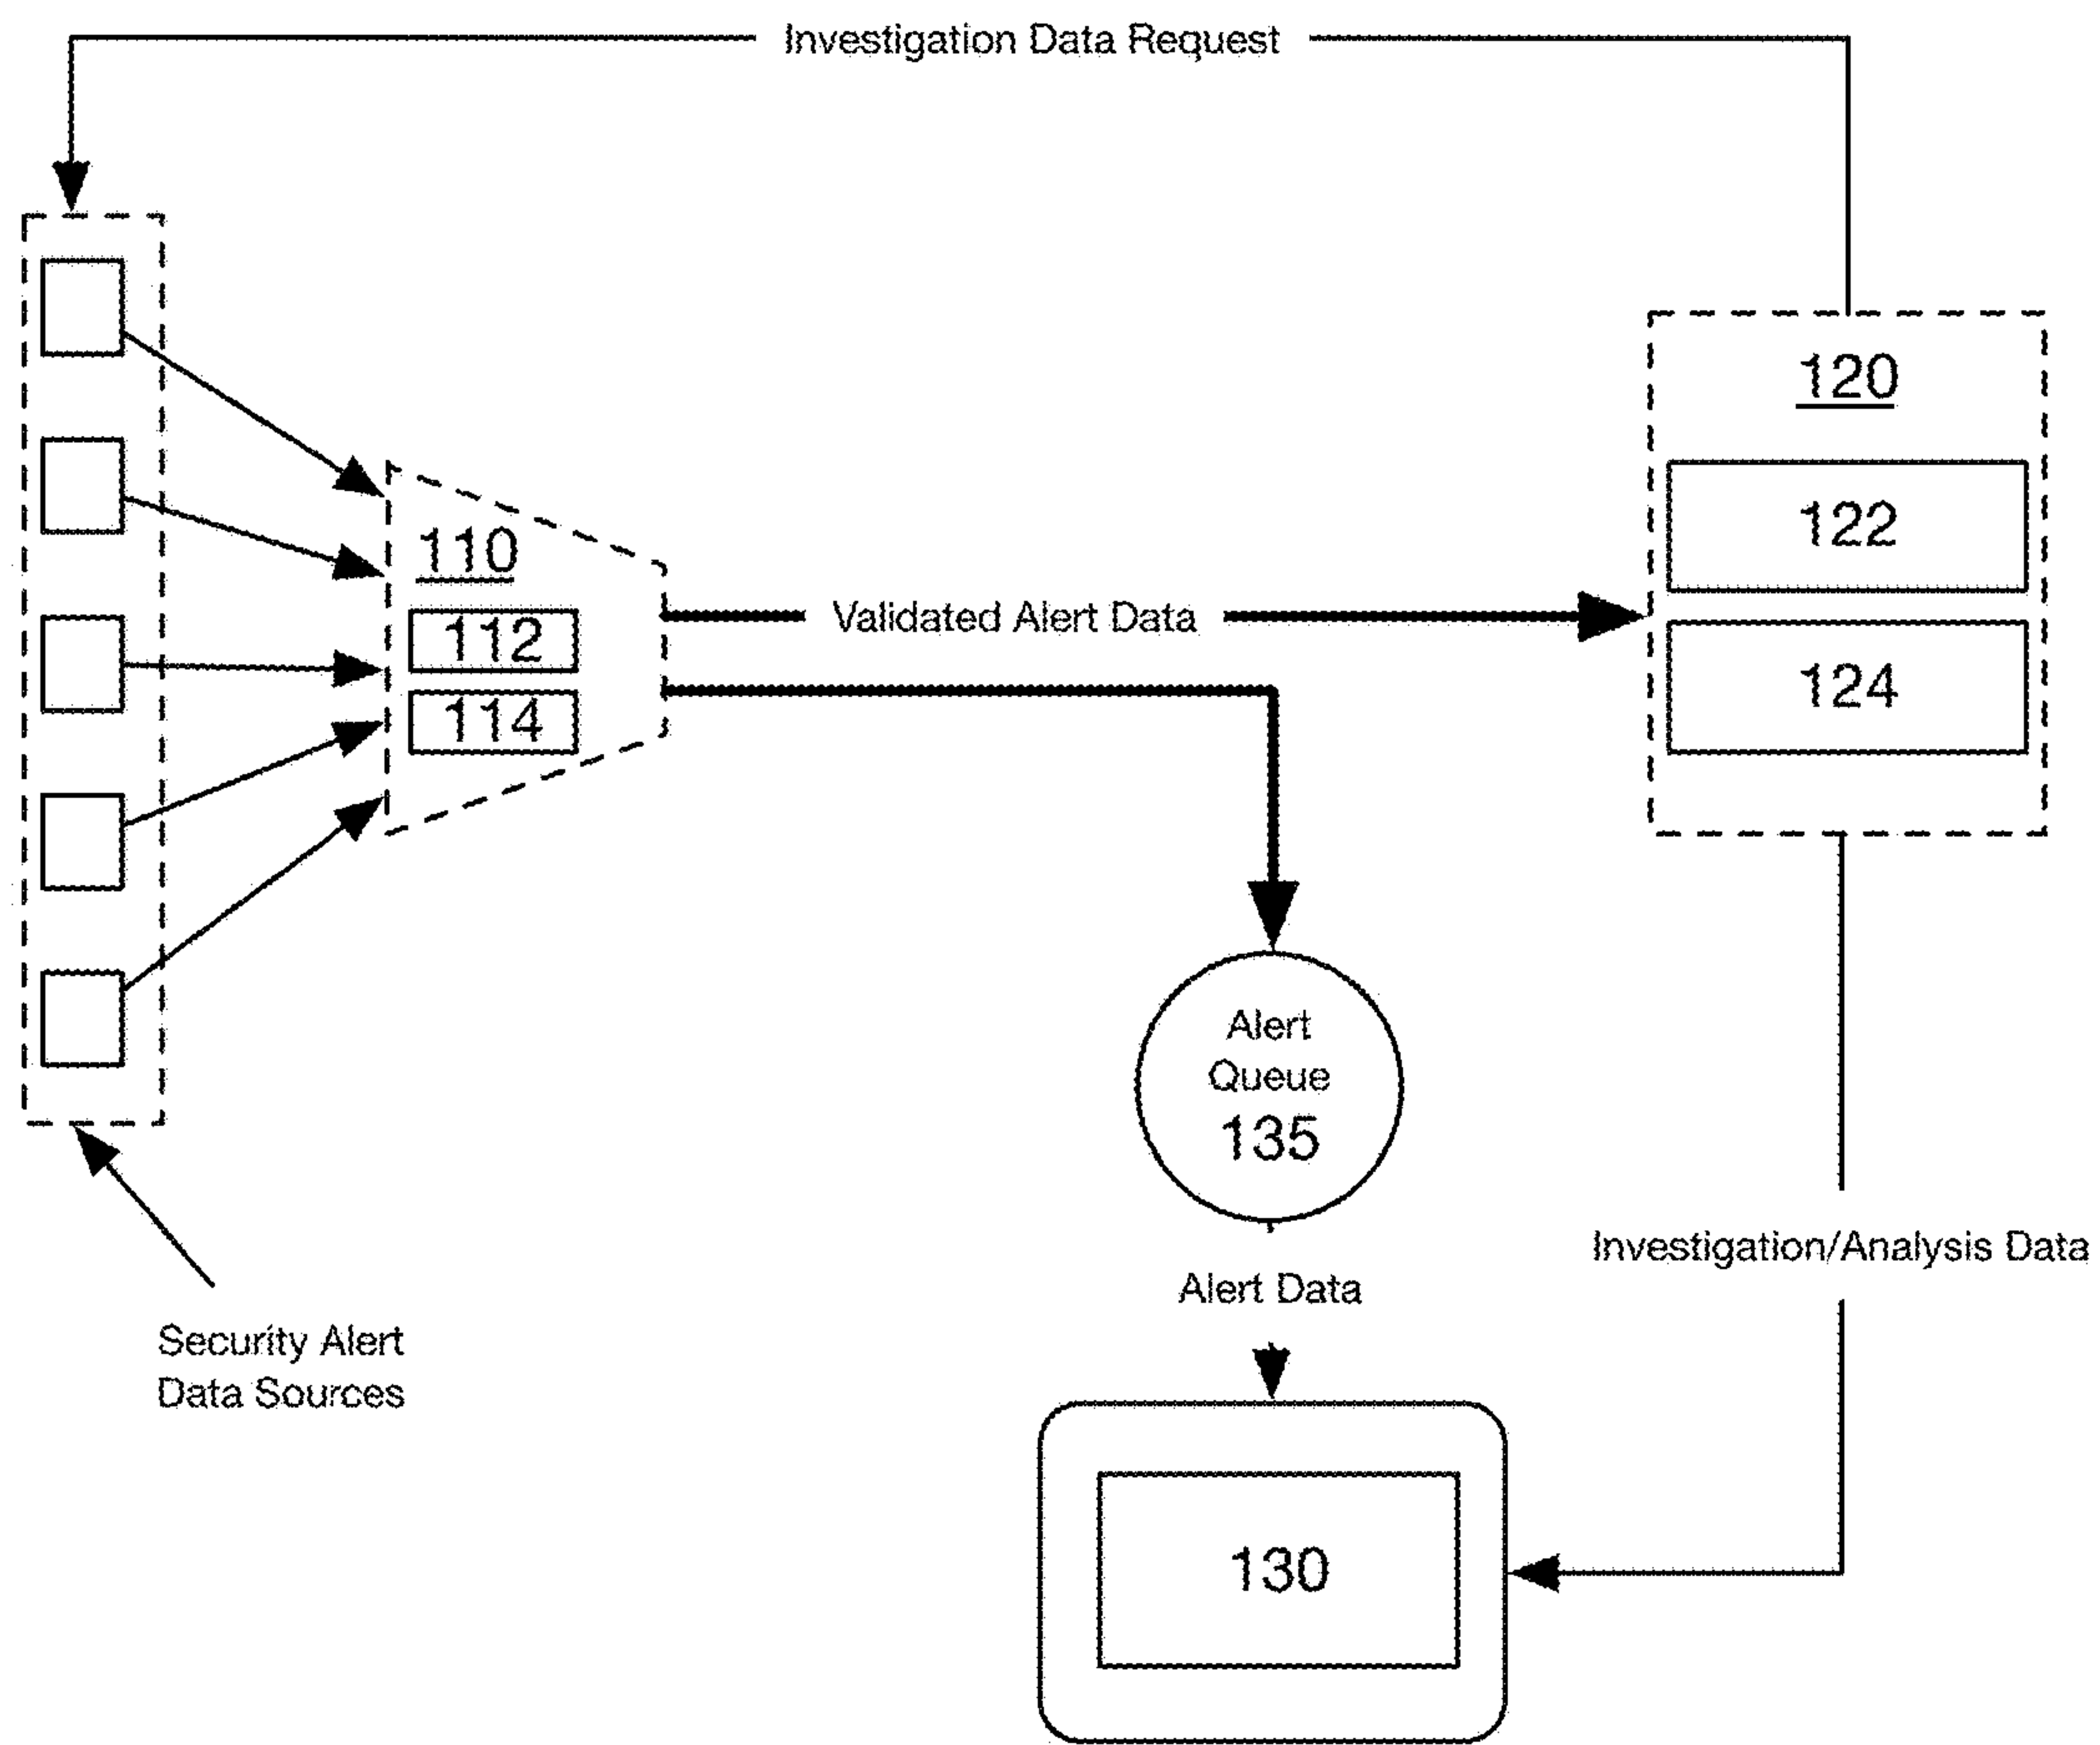 Investigation Data Request
120
122
110
112
Validated Alert Data
124
114
Alert
Queue
135
Investigation/Analysis Data
Alert Data
Security Alert
Data Sources
130